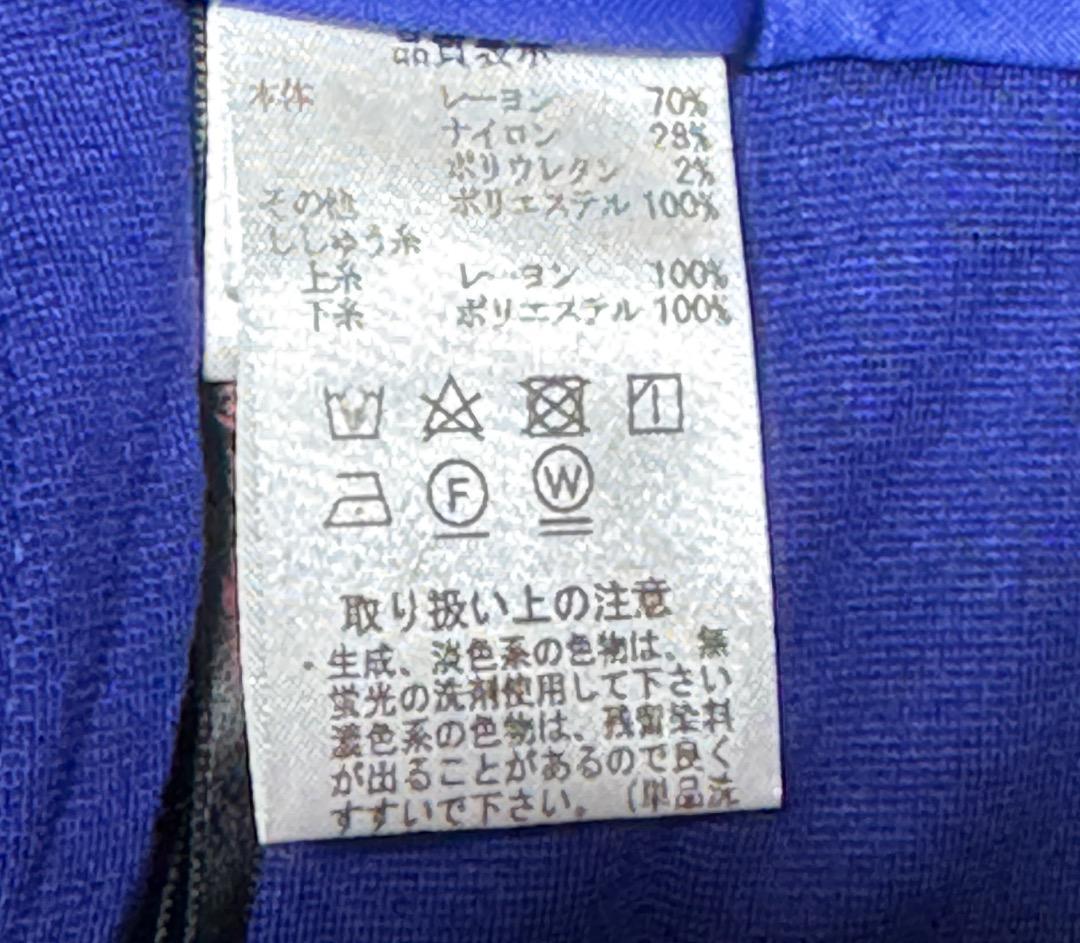 品質表示
本体 レーヨン 70%
ナイロン 28%
ポリウレタン 2%
その他 ポリエステル 100%
ししゅう糸
上糸 レーヨン 100%
下糸 ポリエステル 100%
F W
取り扱い上の注意
・生成、淡色系の色物は、無
蛍光の洗剤使用して下さい
濃色系の色物は、残留染料
が出ることがあるので良く
すすいで下さい。(単品洗